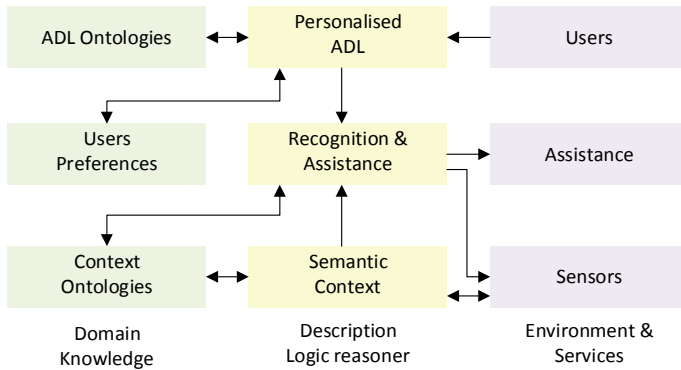 ADL Ontologies
Personalised
ADL
Users
Users
Preferences
Recognition &
Assistance
Assistance
Context
Ontologies
Semantic
Context
Sensors
Domain
Knowledge
Description
Logic reasoner
Environment &
Services